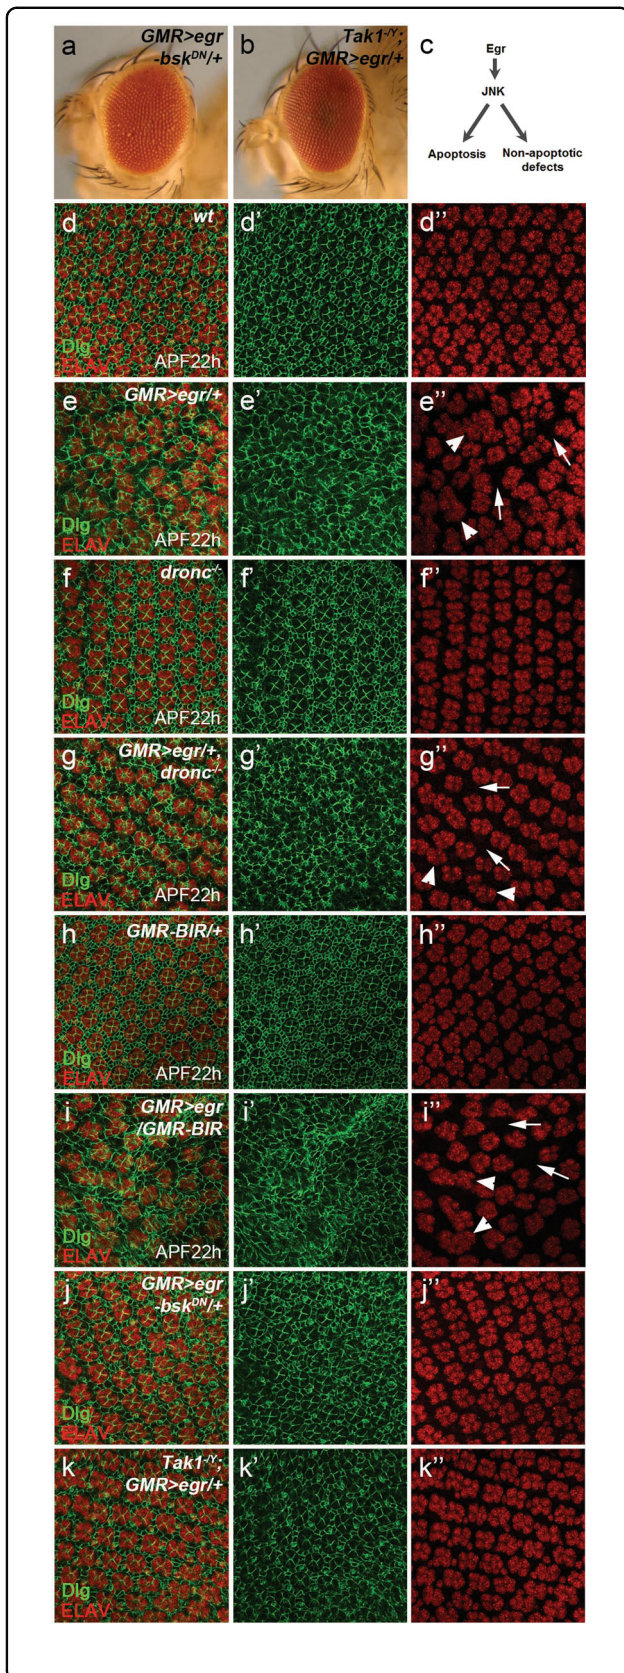 a
GMR>egr
-bskᴰᴺ/+
b
Tak1⁻/Y;
GMR>egr/+
c
Egr
JNK
Apoptosis
Non-apoptotic
defects
d
wt
Dlg
ELAV
APF22h
d'
d''
e
GMR>egr/+
Dlg
ELAV
APF22h
e'
e''
f
dronc⁻/⁻
Dlg
ELAV
APF22h
f'
f''
g
GMR>egr/+,
dronc⁻/⁻
Dlg
ELAV
APF22h
g'
g''
h
GMR-BIR/+
Dlg
ELAV
APF22h
h'
h''
i
GMR>egr
/GMR-BIR
Dlg
ELAV
APF22h
i'
i''
j
GMR>egr
-bskᴰᴺ/+
Dlg
ELAV
j'
j''
k
Tak1⁻/Y;
GMR>egr/+
Dlg
ELAV
k'
k''